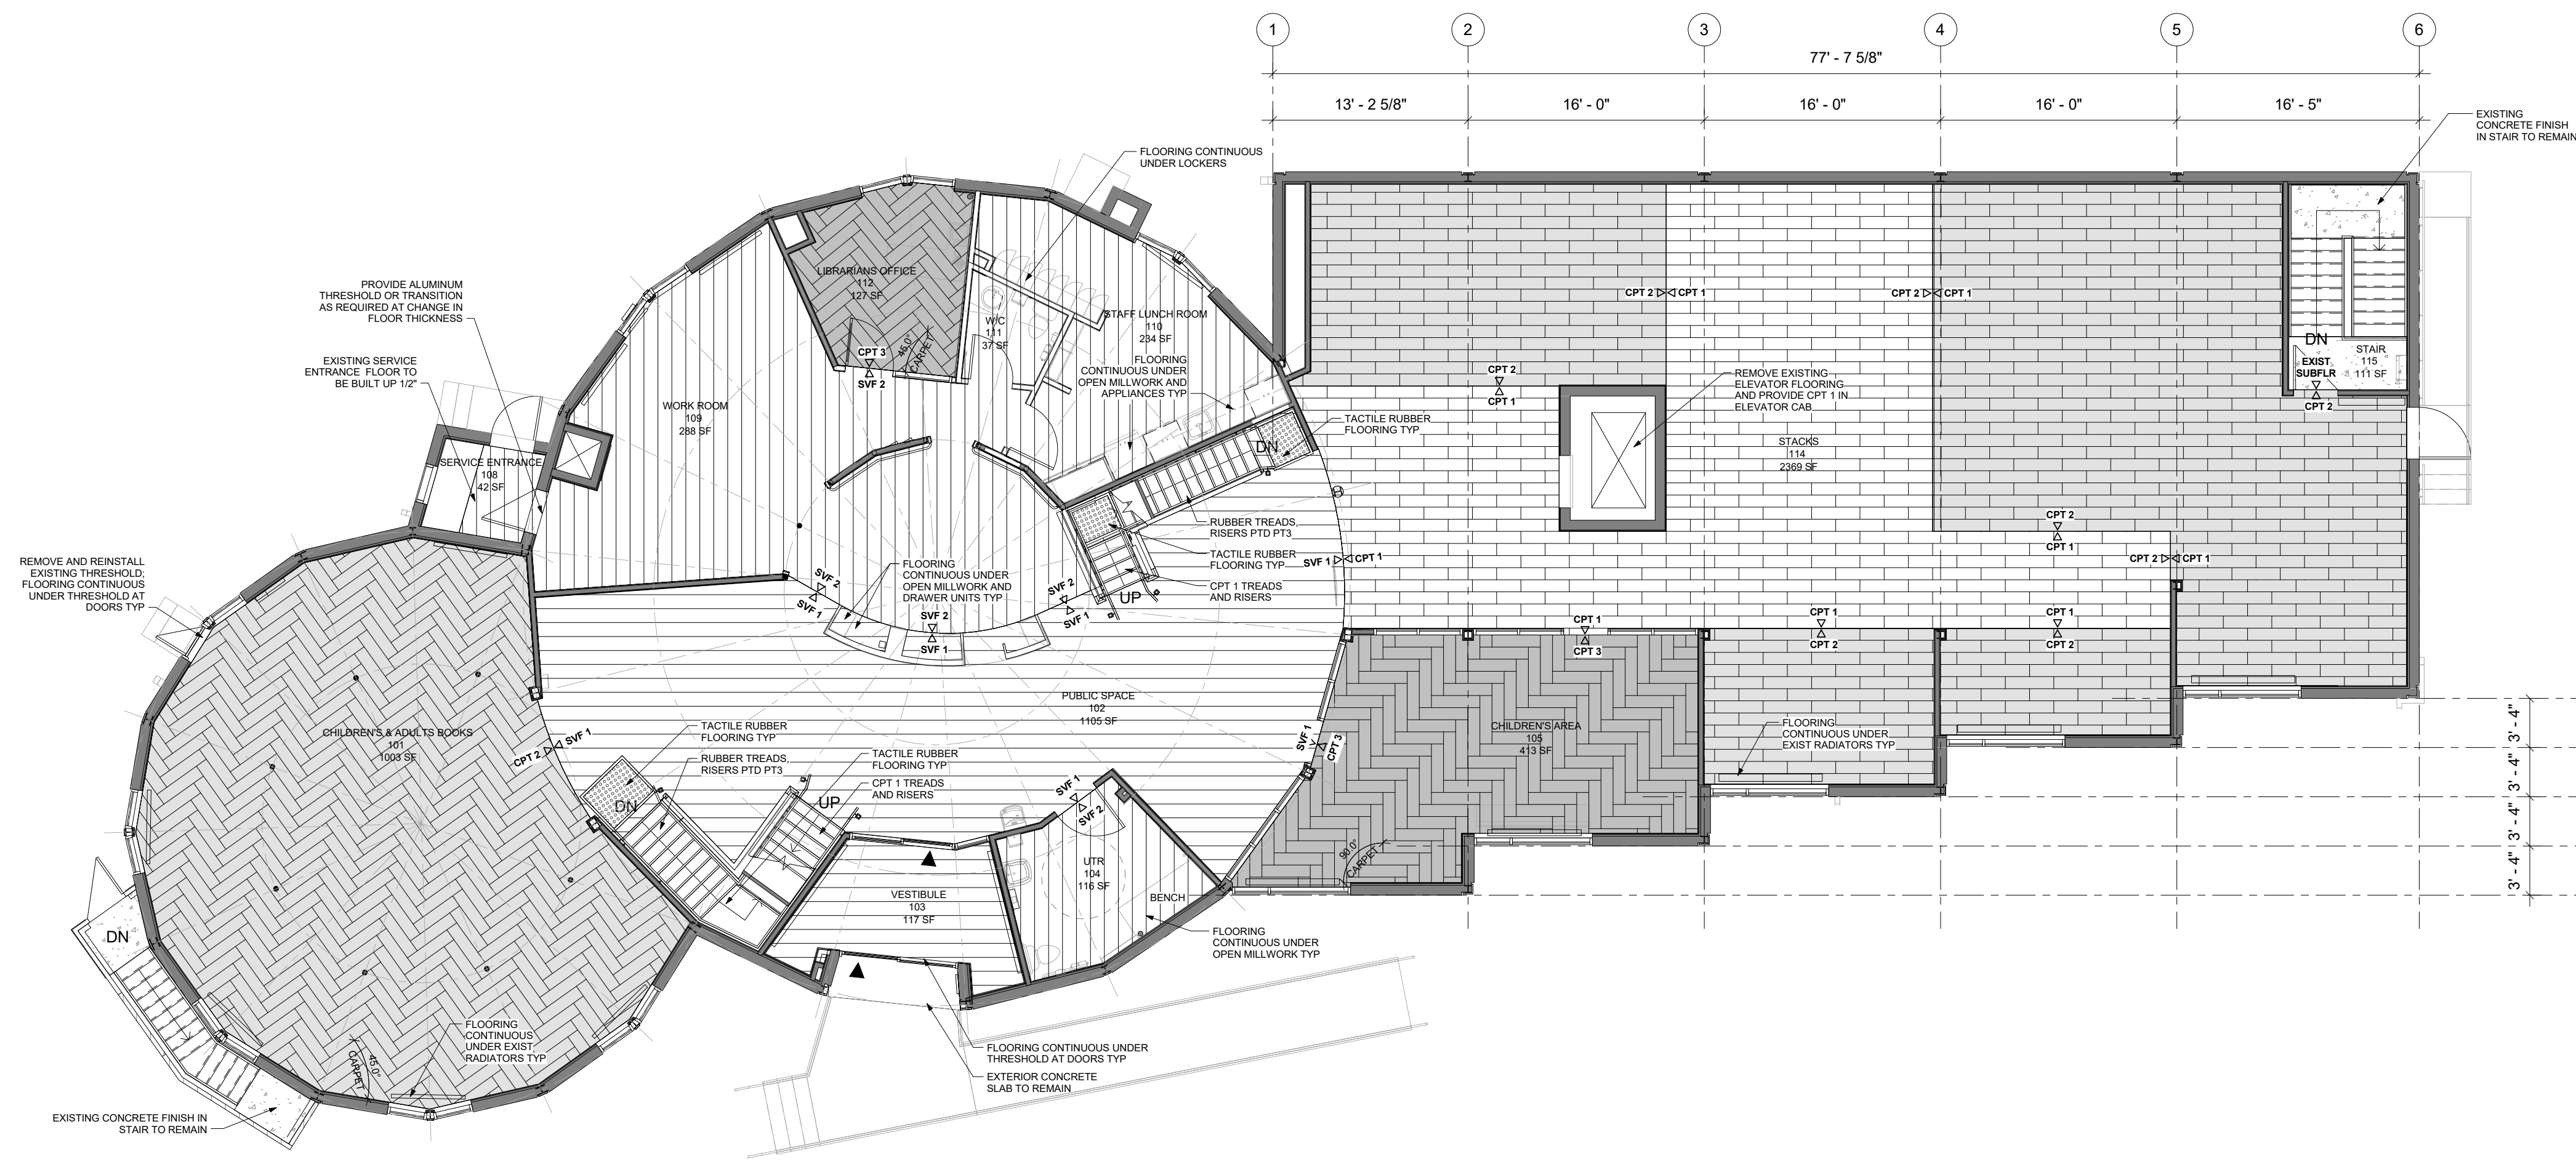 1
2
3
4
5
6
77' - 7 5/8"
13' - 2 5/8"
16' - 0"
16' - 0"
16' - 0"
16' - 5"
EXISTING
CONCRETE FINISH
IN STAIR TO REMAIN
FLOORING CONTINUOUS
UNDER LOCKERS
PROVIDE ALUMINUM
THRESHOLD OR TRANSITION
AS REQUIRED AT CHANGE IN
FLOOR THICKNESS
EXISTING SERVICE
ENTRANCE FLOOR TO
BE BUILT UP 1/2"
LIBRARIANS OFFICE
112
127 SF
45.0°
CARPET
CPT 3
SVF 2
W/C
111
37 SF
STAFF LUNCH ROOM
110
234 SF
FLOORING
CONTINUOUS UNDER
OPEN MILLWORK AND
APPLIANCES TYP
WORK ROOM
109
288 SF
SERVICE ENTRANCE
108
42 SF
TACTILE RUBBER
FLOORING TYP
DN
RUBBER TREADS,
RISERS PTD PT3
TACTILE RUBBER
FLOORING TYP
CPT 1 TREADS
AND RISERS
UP
FLOORING
CONTINUOUS UNDER
OPEN MILLWORK AND
DRAWER UNITS TYP
SVF 2
SVF 1
SVF 2
SVF 1
SVF 2
SVF 1
SVF 1
CPT 1
CPT 2
CPT 1
CPT 2
CPT 1
CPT 2
CPT 1
REMOVE EXISTING
ELEVATOR FLOORING
AND PROVIDE CPT 1 IN
ELEVATOR CAB
STACKS
114
2369 SF
DN
EXIST
SUBFLR
CPT 2
STAIR
115
111 SF
CPT 2
CPT 1
CPT 2
CPT 1
CPT 1
CPT 3
CPT 1
CPT 2
CPT 1
CPT 2
REMOVE AND REINSTALL
EXISTING THRESHOLD;
FLOORING CONTINUOUS
UNDER THRESHOLD AT
DOORS TYP
CHILDREN'S & ADULTS BOOKS
101
1003 SF
CPT 2
SVF 1
PUBLIC SPACE
102
1105 SF
TACTILE RUBBER
FLOORING TYP
RUBBER TREADS,
RISERS PTD PT3
TACTILE RUBBER
FLOORING TYP
CPT 1 TREADS
AND RISERS
DN
UP
SVF 1
SVF 2
SVF 1
CPT 3
CHILDREN'S AREA
105
413 SF
90.0°
CARPET
FLOORING
CONTINUOUS UNDER
EXIST RADIATORS TYP
3' - 4"
3' - 4"
3' - 4"
3' - 4"
UTR
104
116 SF
BENCH
VESTIBULE
103
117 SF
FLOORING
CONTINUOUS UNDER
OPEN MILLWORK TYP
DN
FLOORING
CONTINUOUS
UNDER EXIST
RADIATORS TYP
45.0°
CARPET
FLOORING CONTINUOUS UNDER
THRESHOLD AT DOORS TYP
EXTERIOR CONCRETE
SLAB TO REMAIN
EXISTING CONCRETE FINISH IN
STAIR TO REMAIN